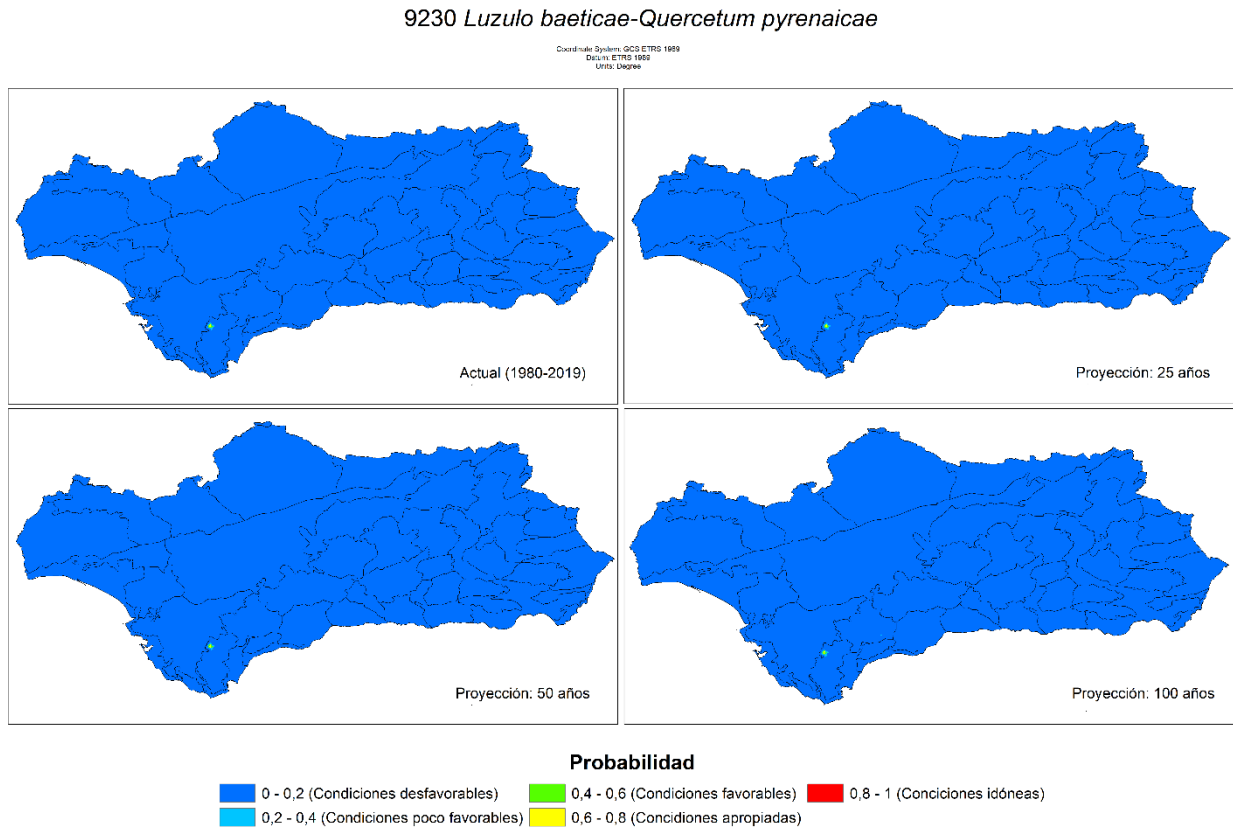 9230 Luzulo baeticae-Quercetum pyrenaicae
Coordinate System: GCS ETRS 1989
Datum: ETRS 1989
Units: Degree
Actual (1980-2019)
Proyección: 25 años
Proyección: 50 años
Proyección: 100 años
Probabilidad
0 - 0,2 (Condiciones desfavorables)
0,4 - 0,6 (Condiciones favorables)
0,8 - 1 (Conciciones idóneas)
0,2 - 0,4 (Condiciones poco favorables)
0,6 - 0,8 (Concidiones apropiadas)